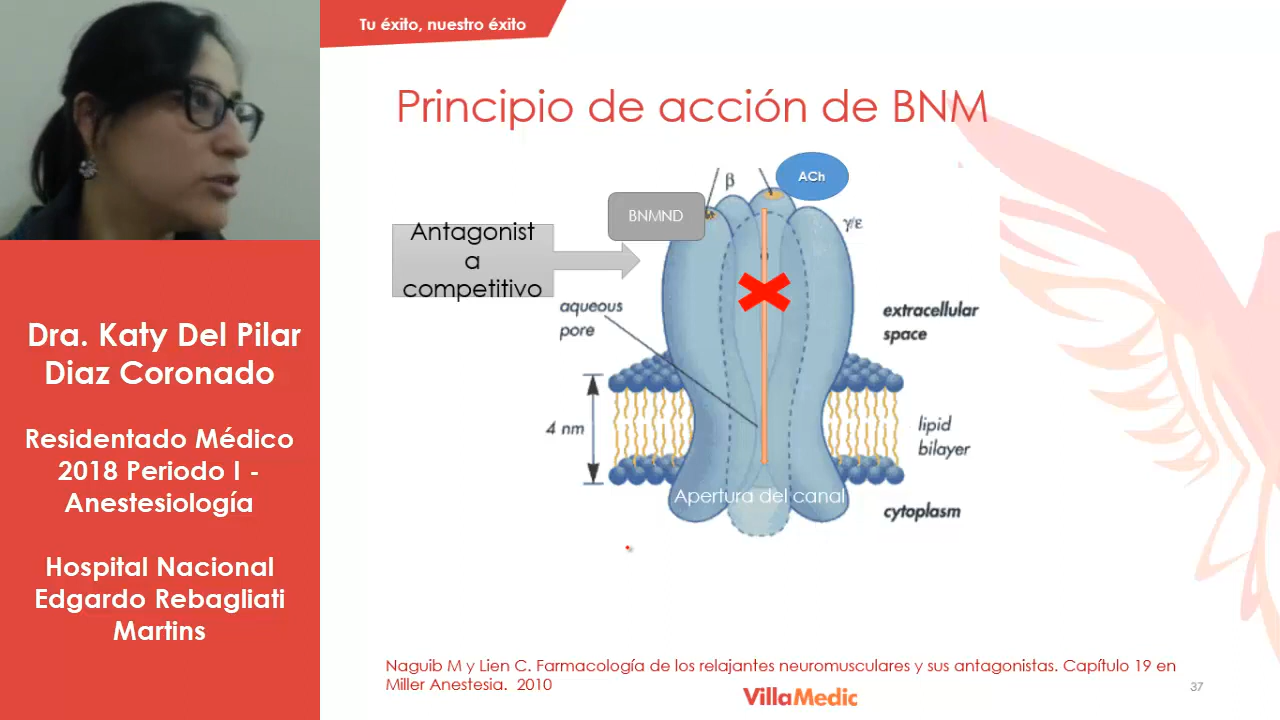 Tu éxito, nuestro éxito
Principio de acción de BNM
Antagonist
a
competitivo
BNMND
β
ACh
γ/ε
aqueous
pore
extracellular
space
4 nm
lipid
bilayer
Apertura del canal
cytoplasm
Dra. Katy Del Pilar
Diaz Coronado
Residentado Médico
2018 Periodo I -
Anestesiología
Hospital Nacional
Edgardo Rebagliati
Martins
Naguib M y Lien C. Farmacología de los relajantes neuromusculares y sus antagonistas. Capítulo 19 en
Miller Anestesia. 2010
VillaMedic
37